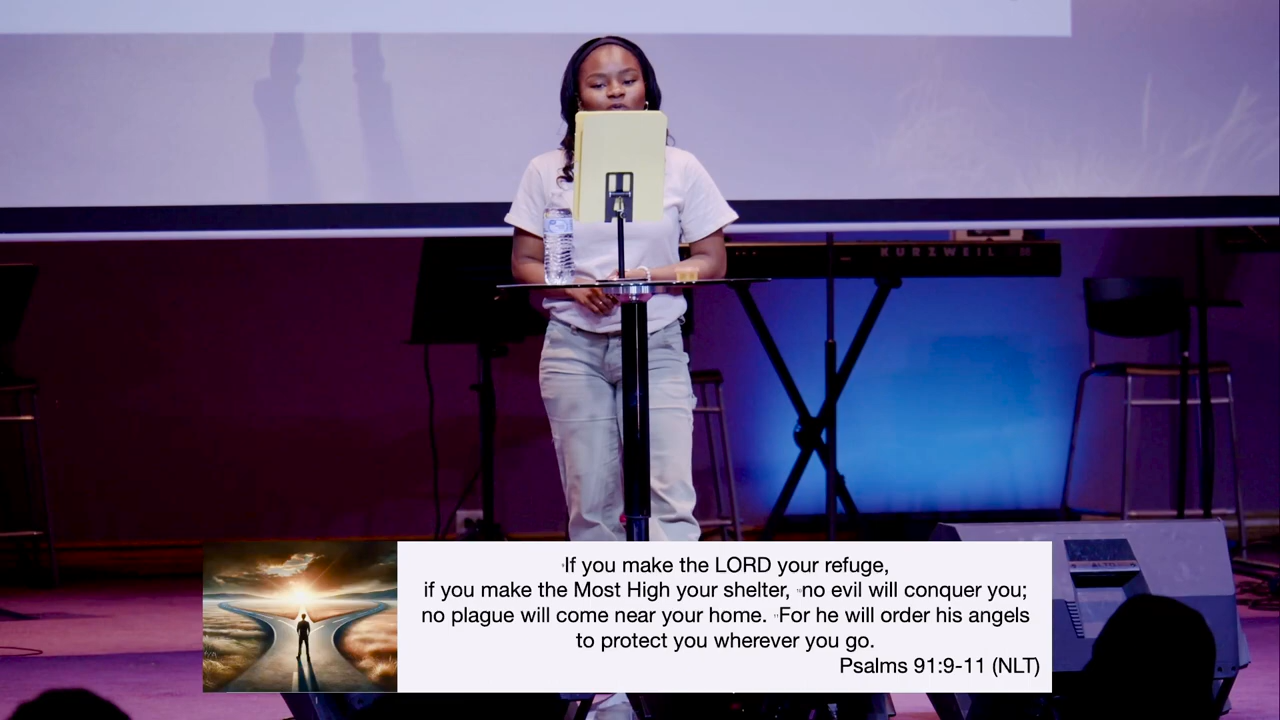 KURZWEIL
If you make the LORD your refuge,
if you make the Most High your shelter, no evil will conquer you;
no plague will come near your home. For he will order his angels
to protect you wherever you go.
Psalms 91:9-11 (NLT)